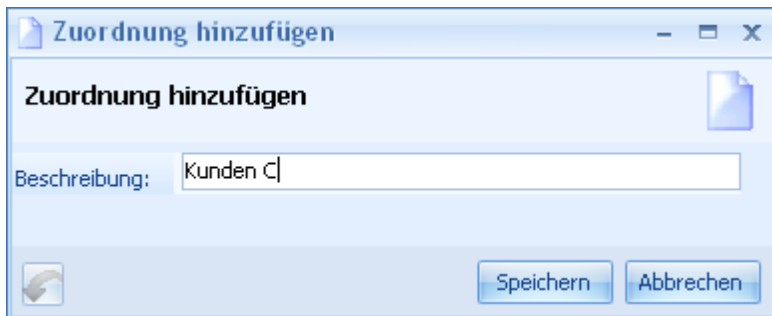 Zuordnung hinzufügen
Zuordnung hinzufügen
Beschreibung: Kunden C
Speichern Abbrechen